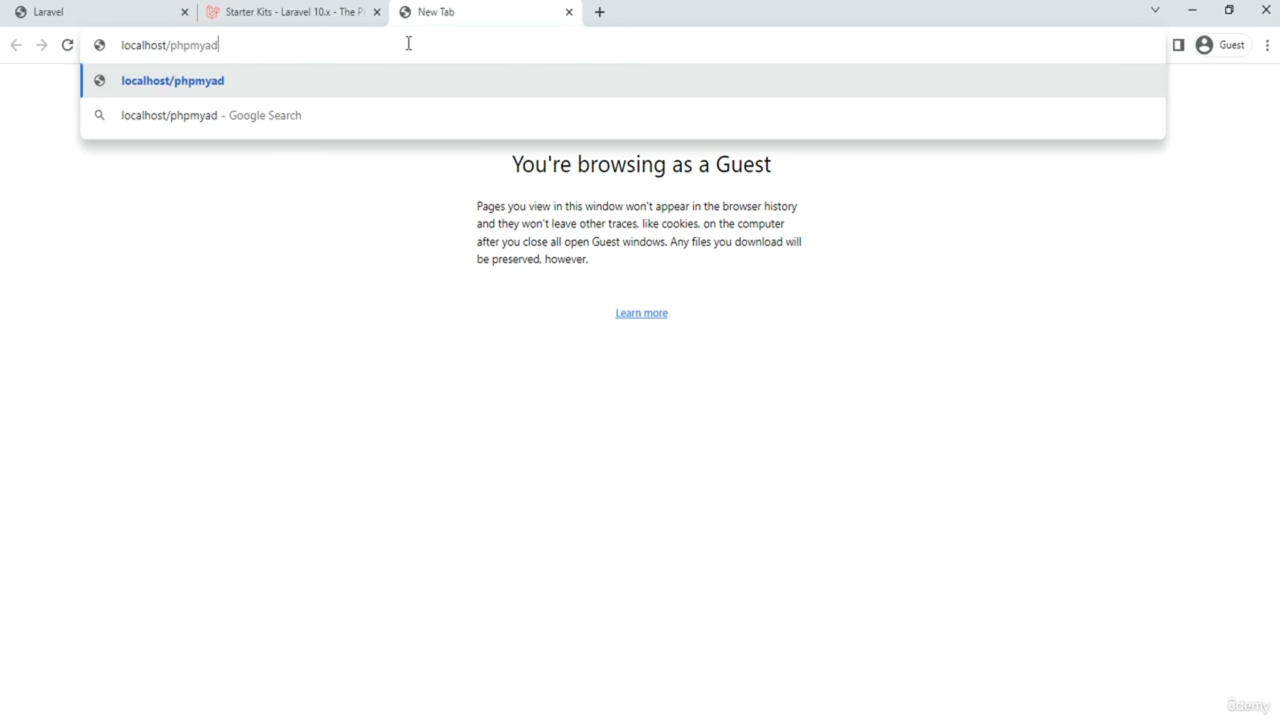 Laravel
Starter Kits - Laravel 10.x - The P
New Tab
localhost/phpmyad
Guest
localhost/phpmyad
localhost/phpmyad - Google Search
You're browsing as a Guest
Pages you view in this window won't appear in the browser history
and they won't leave other traces, like cookies, on the computer
after you close all open Guest windows. Any files you download will
be preserved, however.
Learn more
ûdemy